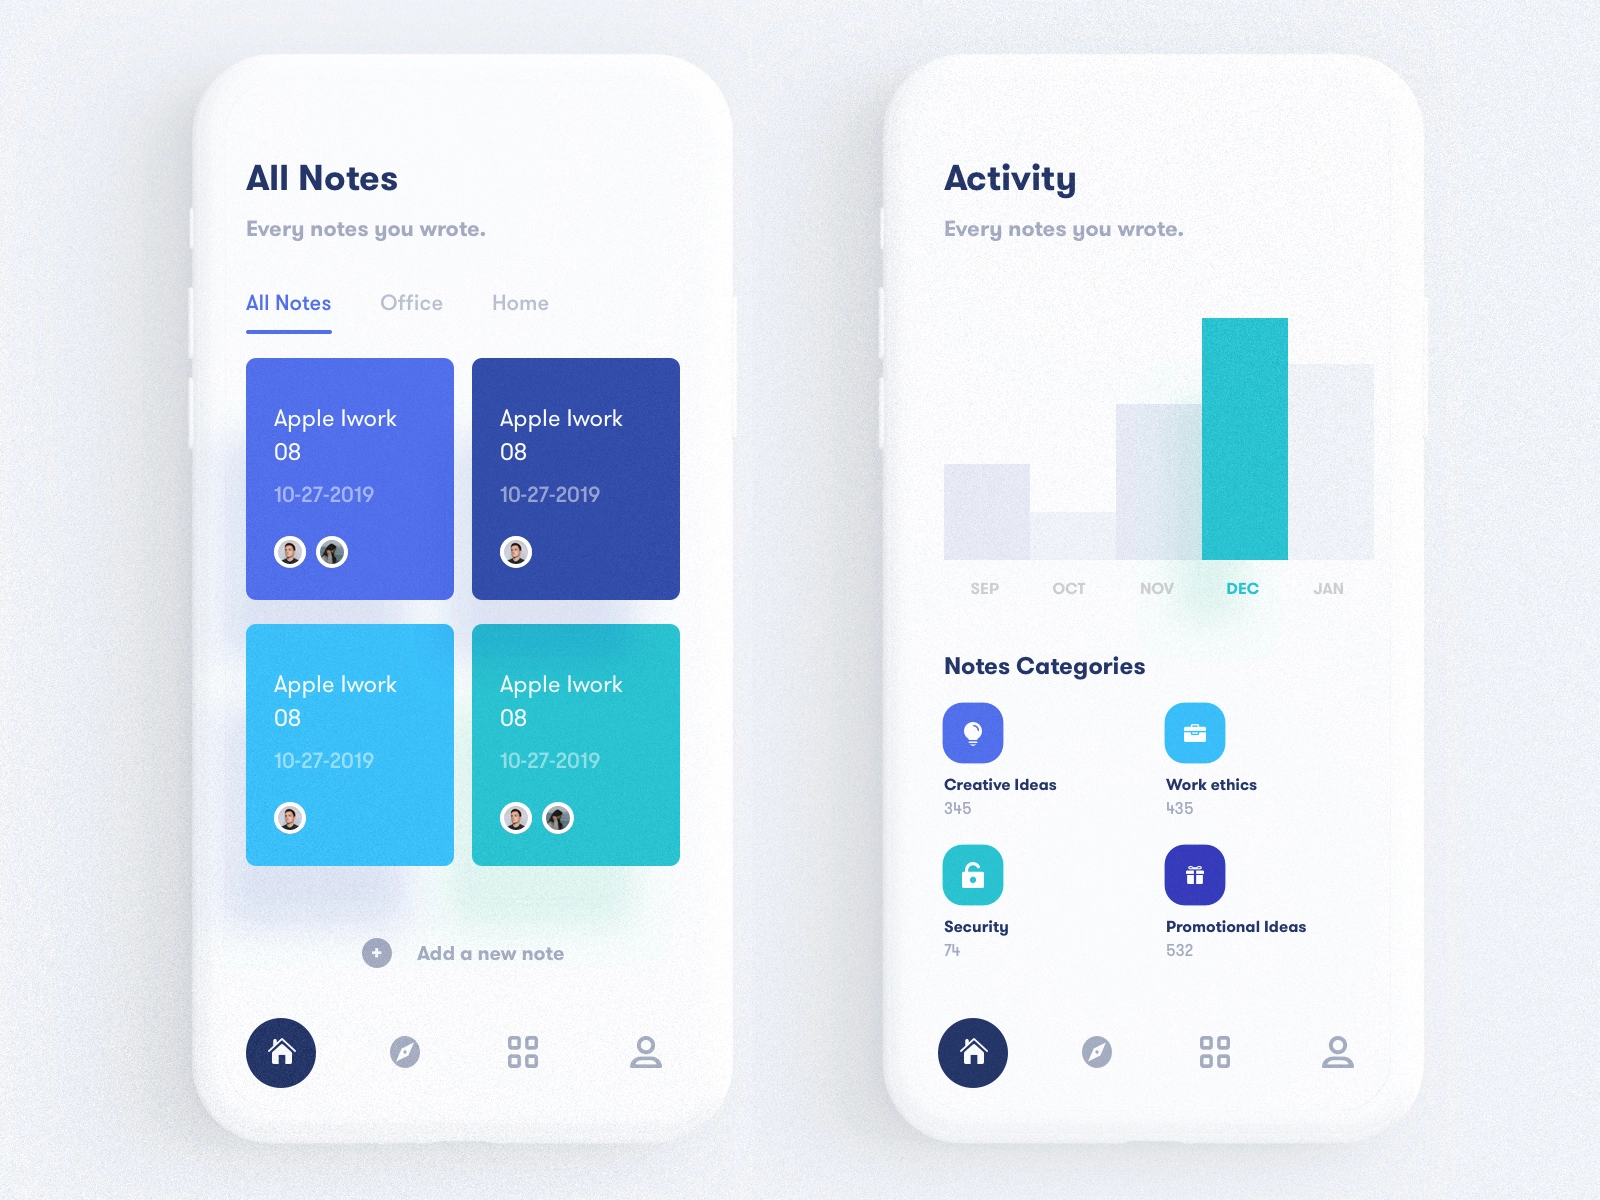 All Notes
Every notes you wrote.
All Notes
Office
Home
Apple Iwork
08
10-27-2019
Apple Iwork
08
10-27-2019
Apple Iwork
08
10-27-2019
Apple Iwork
08
10-27-2019
Add a new note
Activity
Every notes you wrote.
SEP
OCT
NOV
DEC
JAN
Notes Categories
Creative Ideas
345
Work ethics
435
Security
74
Promotional Ideas
532